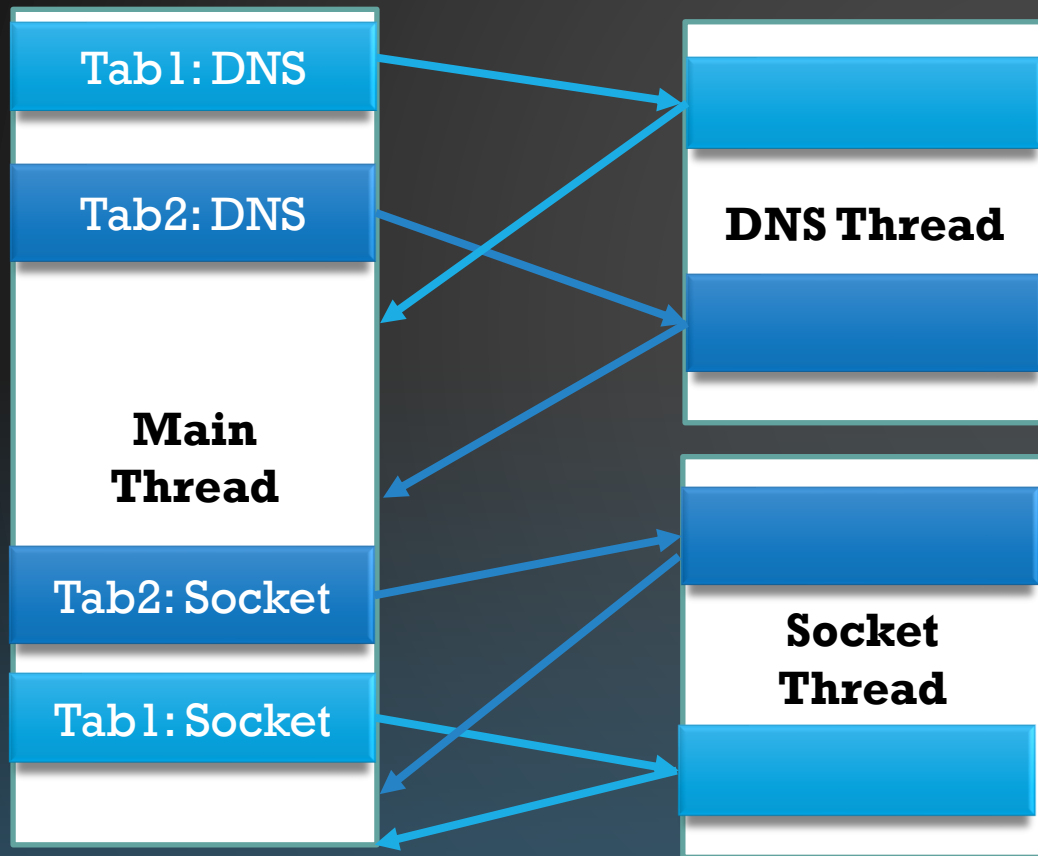 Tab1: DNS
Tab2: DNS
Main
Thread
Tab2: Socket
Tab1: Socket
DNS Thread
Socket
Thread